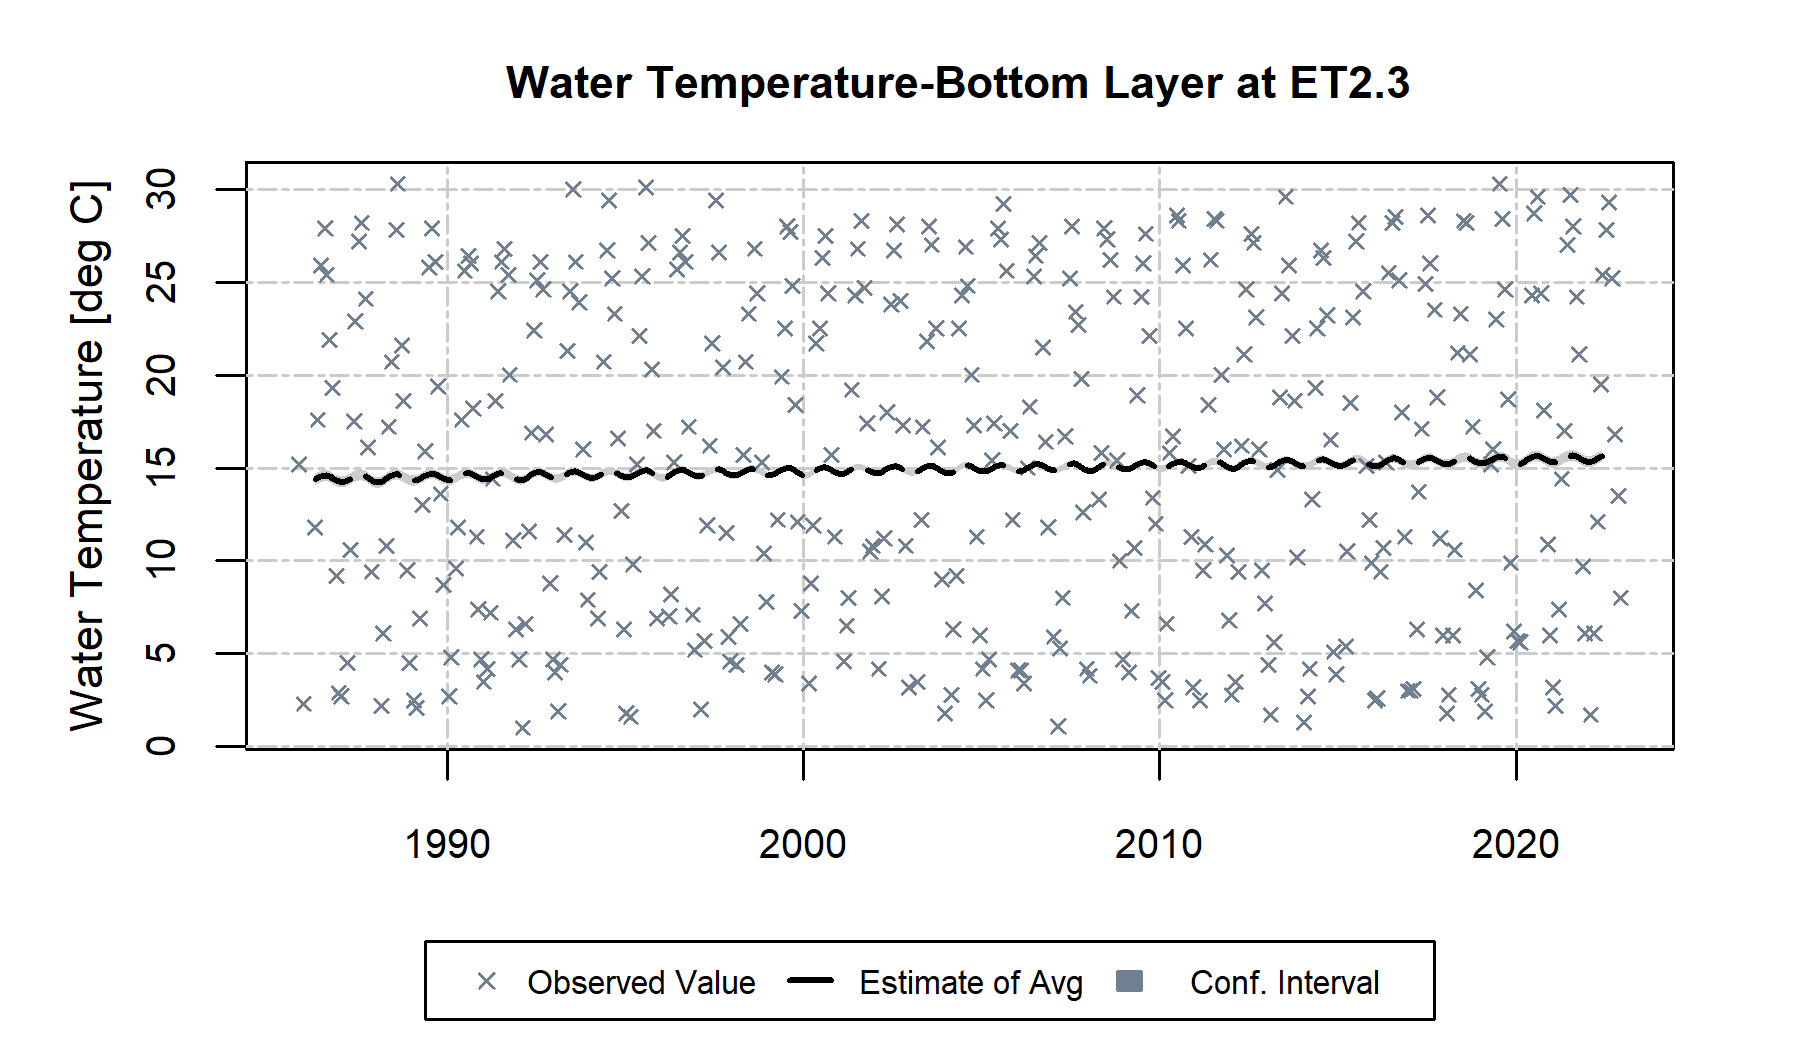 Water Temperature-Bottom Layer at ET2.3
Water Temperature [deg C]
30
25
20
15
10
5
0
1990 2000 2010 2020
Observed Value Estimate of Avg Conf. Interval